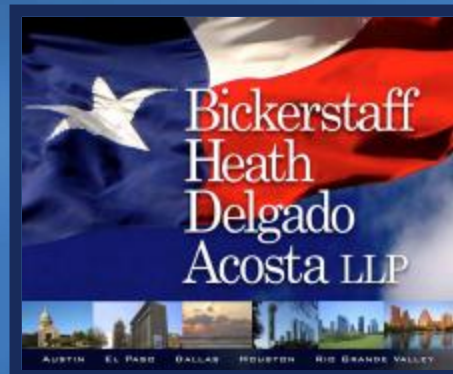 Bickerstaff
Heath
Delgado
Acosta LLP
AUSTIN EL PASO DALLAS HOUSTON RIO GRANDE VALLEY